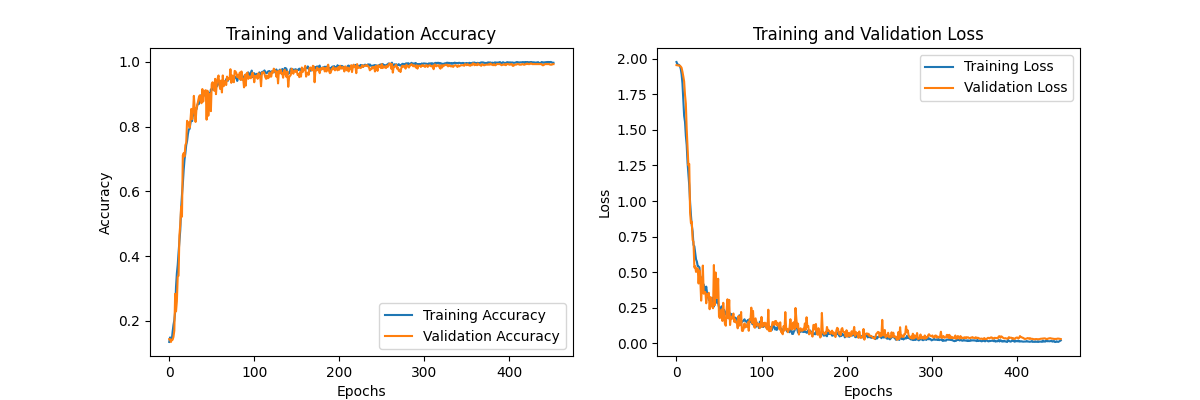 Training and Validation Accuracy
1.0
0.8
0.6
0.4
0.2
Accuracy
0
100
200
300
400
Epochs
Training Accuracy
Validation Accuracy
Training and Validation Loss
2.00
1.75
1.50
1.25
1.00
0.75
0.50
0.25
0.00
Loss
0
100
200
300
400
Epochs
Training Loss
Validation Loss